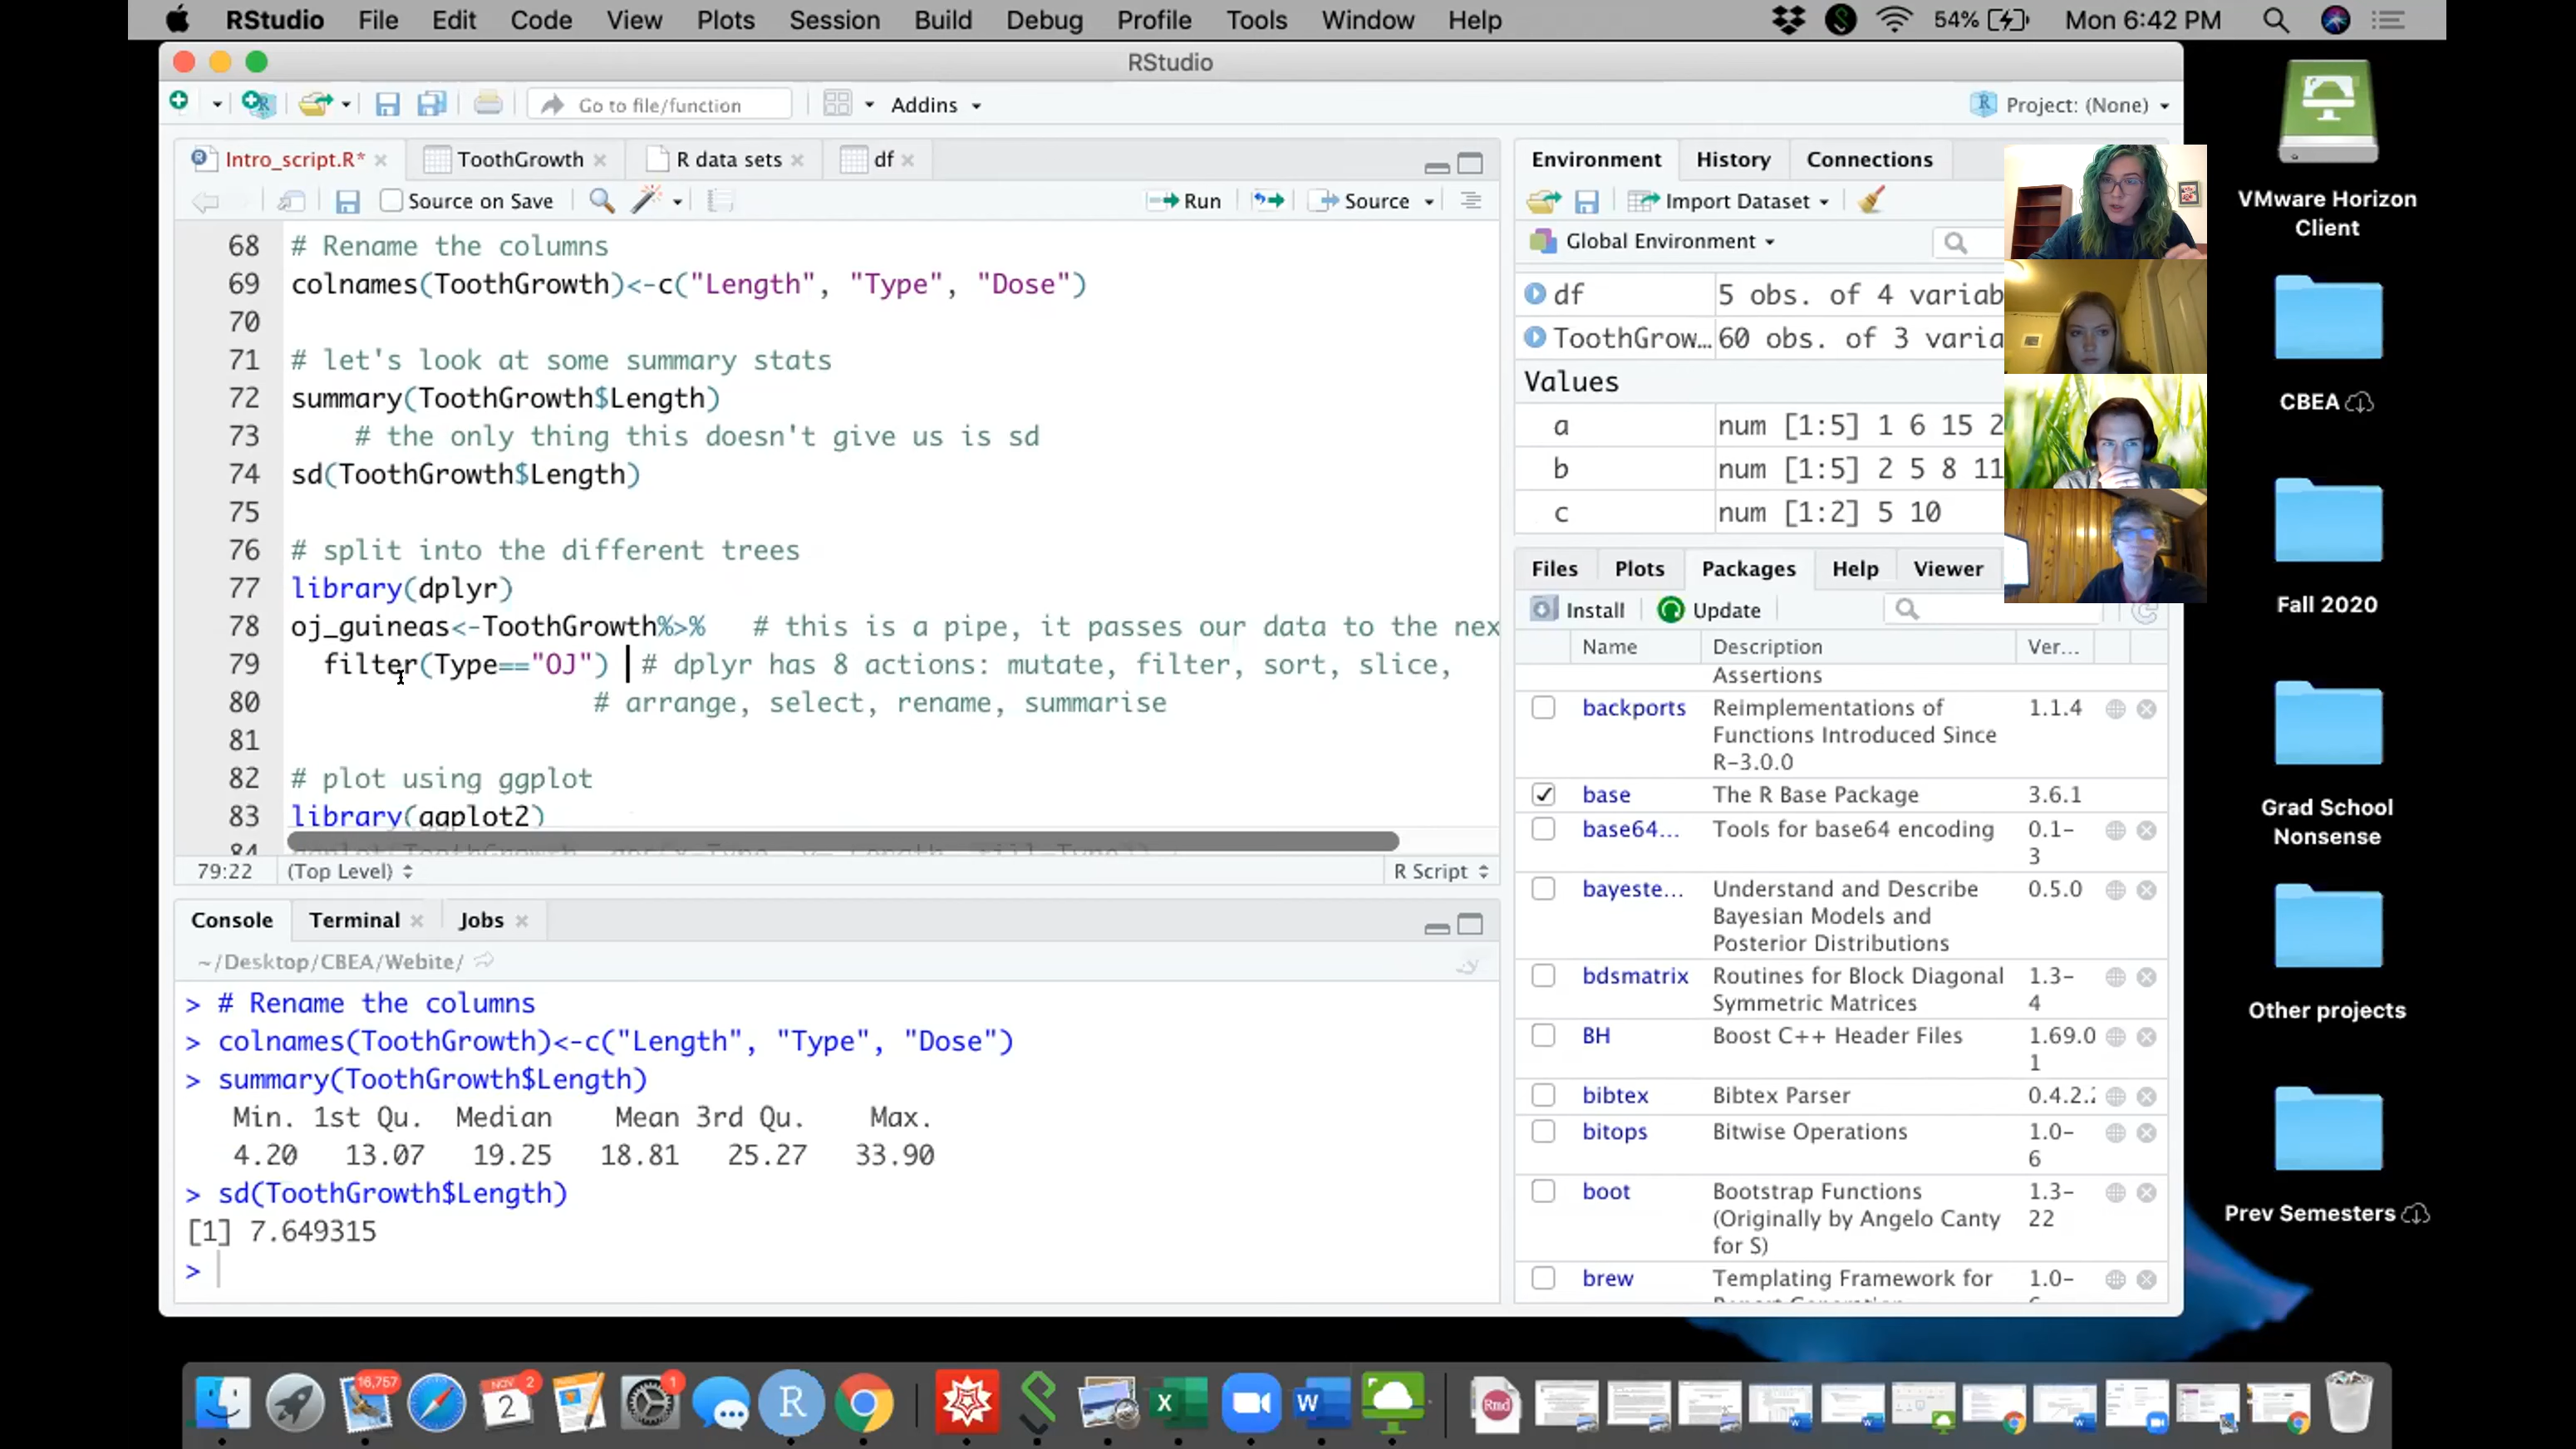 RStudio File Edit Code View Plots Session Build Debug Profile Tools Window Help 54% Mon 6:42 PM
RStudio
Go to file/function Addins Project: (None)
Intro_script.R* ToothGrowth R data sets df
Source on Save Run Source
68 # Rename the columns
69 colnames(ToothGrowth)<-c("Length", "Type", "Dose")
70
71 # let's look at some summary stats
72 summary(ToothGrowth$Length)
73 # the only thing this doesn't give us is sd
74 sd(ToothGrowth$Length)
75
76 # split into the different trees
77 library(dplyr)
78 oj_guineas<-ToothGrowth%>% # this is a pipe, it passes our data to the nex
79 filter(Type=="OJ") # dplyr has 8 actions: mutate, filter, sort, slice,
80 # arrange, select, rename, summarise
81
82 # plot using ggplot
83 library(ggplot2)
84
79:22 (Top Level) R Script
Console Terminal Jobs
~/Desktop/CBEA/Webite/
> # Rename the columns
> colnames(ToothGrowth)<-c("Length", "Type", "Dose")
> summary(ToothGrowth$Length)
Min. 1st Qu. Median Mean 3rd Qu. Max.
4.20 13.07 19.25 18.81 25.27 33.90
> sd(ToothGrowth$Length)
[1] 7.649315
>
Environment History Connections
Import Dataset
Global Environment
df 5 obs. of 4 variab
ToothGrow… 60 obs. of 3 varia
Values
a num [1:5] 1 6 15 2
b num [1:5] 2 5 8 11
c num [1:2] 5 10
Files Plots Packages Help Viewer
Install Update
Name Description Ver...
Assertions
backports Reimplementations of 1.1.4
Functions Introduced Since
R-3.0.0
base The R Base Package 3.6.1
base64... Tools for base64 encoding 0.1-
3
bayeste... Understand and Describe 0.5.0
Bayesian Models and
Posterior Distributions
bdsmatrix Routines for Block Diagonal 1.3-
Symmetric Matrices 4
BH Boost C++ Header Files 1.69.0
1
bibtex Bibtex Parser 0.4.2.
bitops Bitwise Operations 1.0-
6
boot Bootstrap Functions 1.3-
(Originally by Angelo Canty 22
for S)
brew Templating Framework for 1.0-
VMware Horizon
Client
CBEA
Fall 2020
Grad School
Nonsense
Other projects
Prev Semesters
16,757
NOV 2
2
1
R
X
W
Rmd